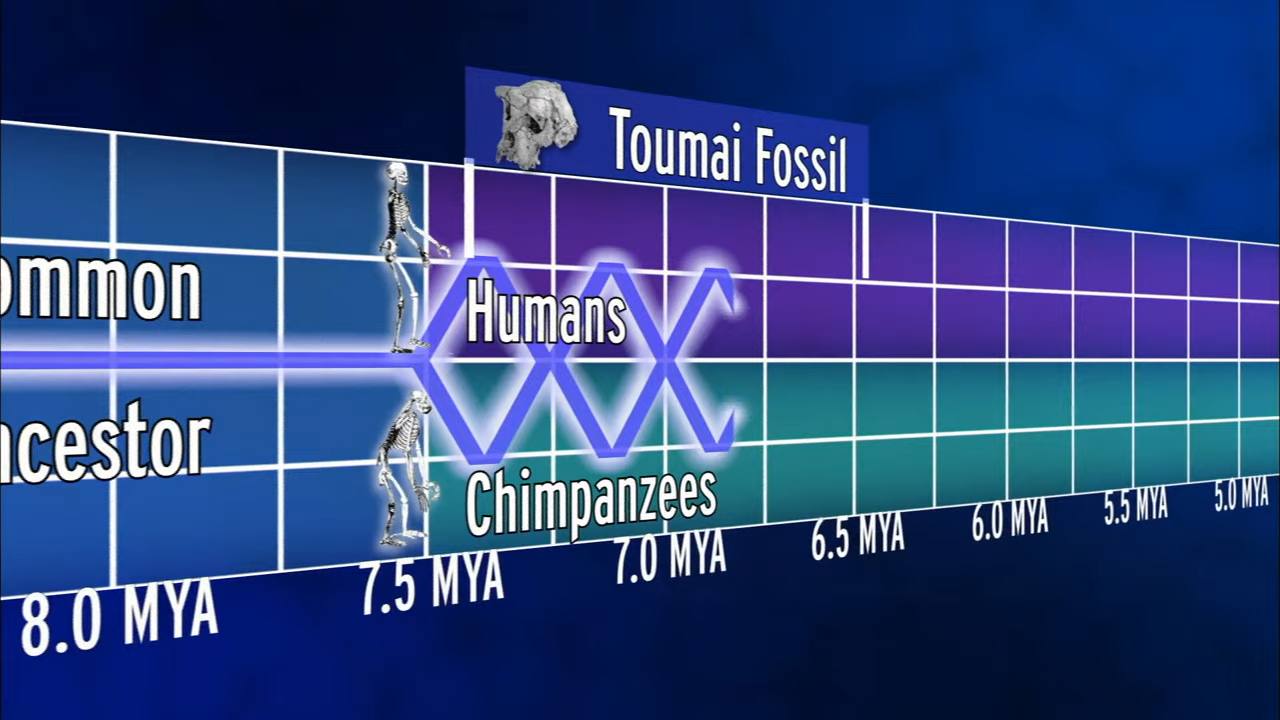 Toumai Fossil
ommon
Humans
ncestor
Chimpanzees
8.0 MYA
7.5 MYA
7.0 MYA
6.5 MYA
6.0 MYA
5.5 MYA
5.0 MYA